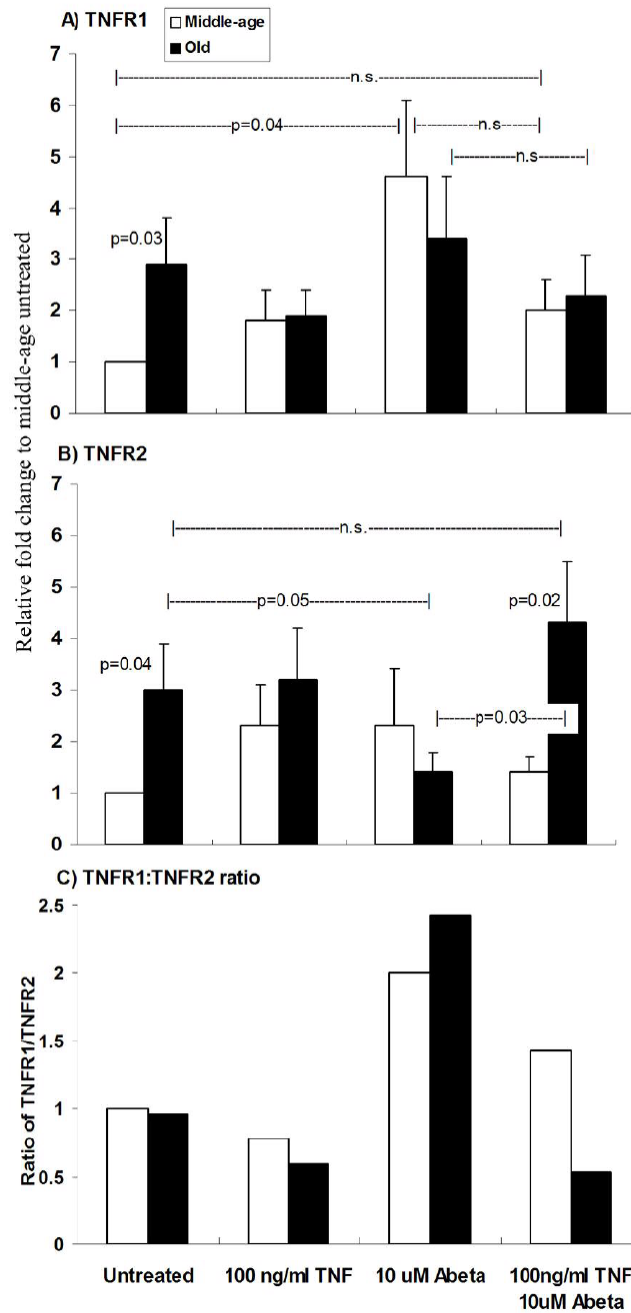 A) TNFR1
Middle-age
Old
7
6
5
4
3
2
1
0
n.s.
p=0.04
n.s
n.s
p=0.03
Relative fold change to middle-age untreated
B) TNFR2
7
6
5
4
3
2
1
0
n.s.
p=0.05
p=0.02
p=0.04
p=0.03
C) TNFR1:TNFR2 ratio
2.5
2
1.5
1
0.5
0
Ratio of TNFR1/TNFR2
Untreated
100 ng/ml TNF
10 uM Abeta
100ng/ml TNF
10uM Abeta